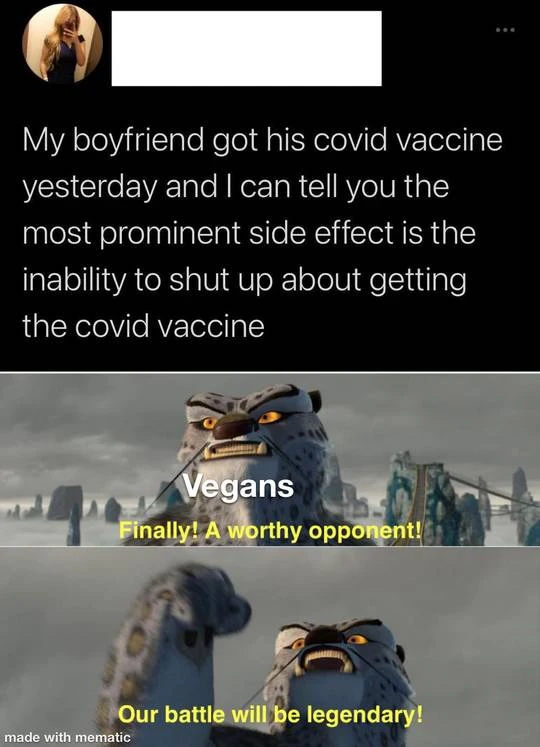 My boyfriend got his covid vaccine
yesterday and I can tell you the
most prominent side effect is the
inability to shut up about getting
the covid vaccine
Vegans
Finally! A worthy opponent!
Our battle will be legendary!
made with mematic